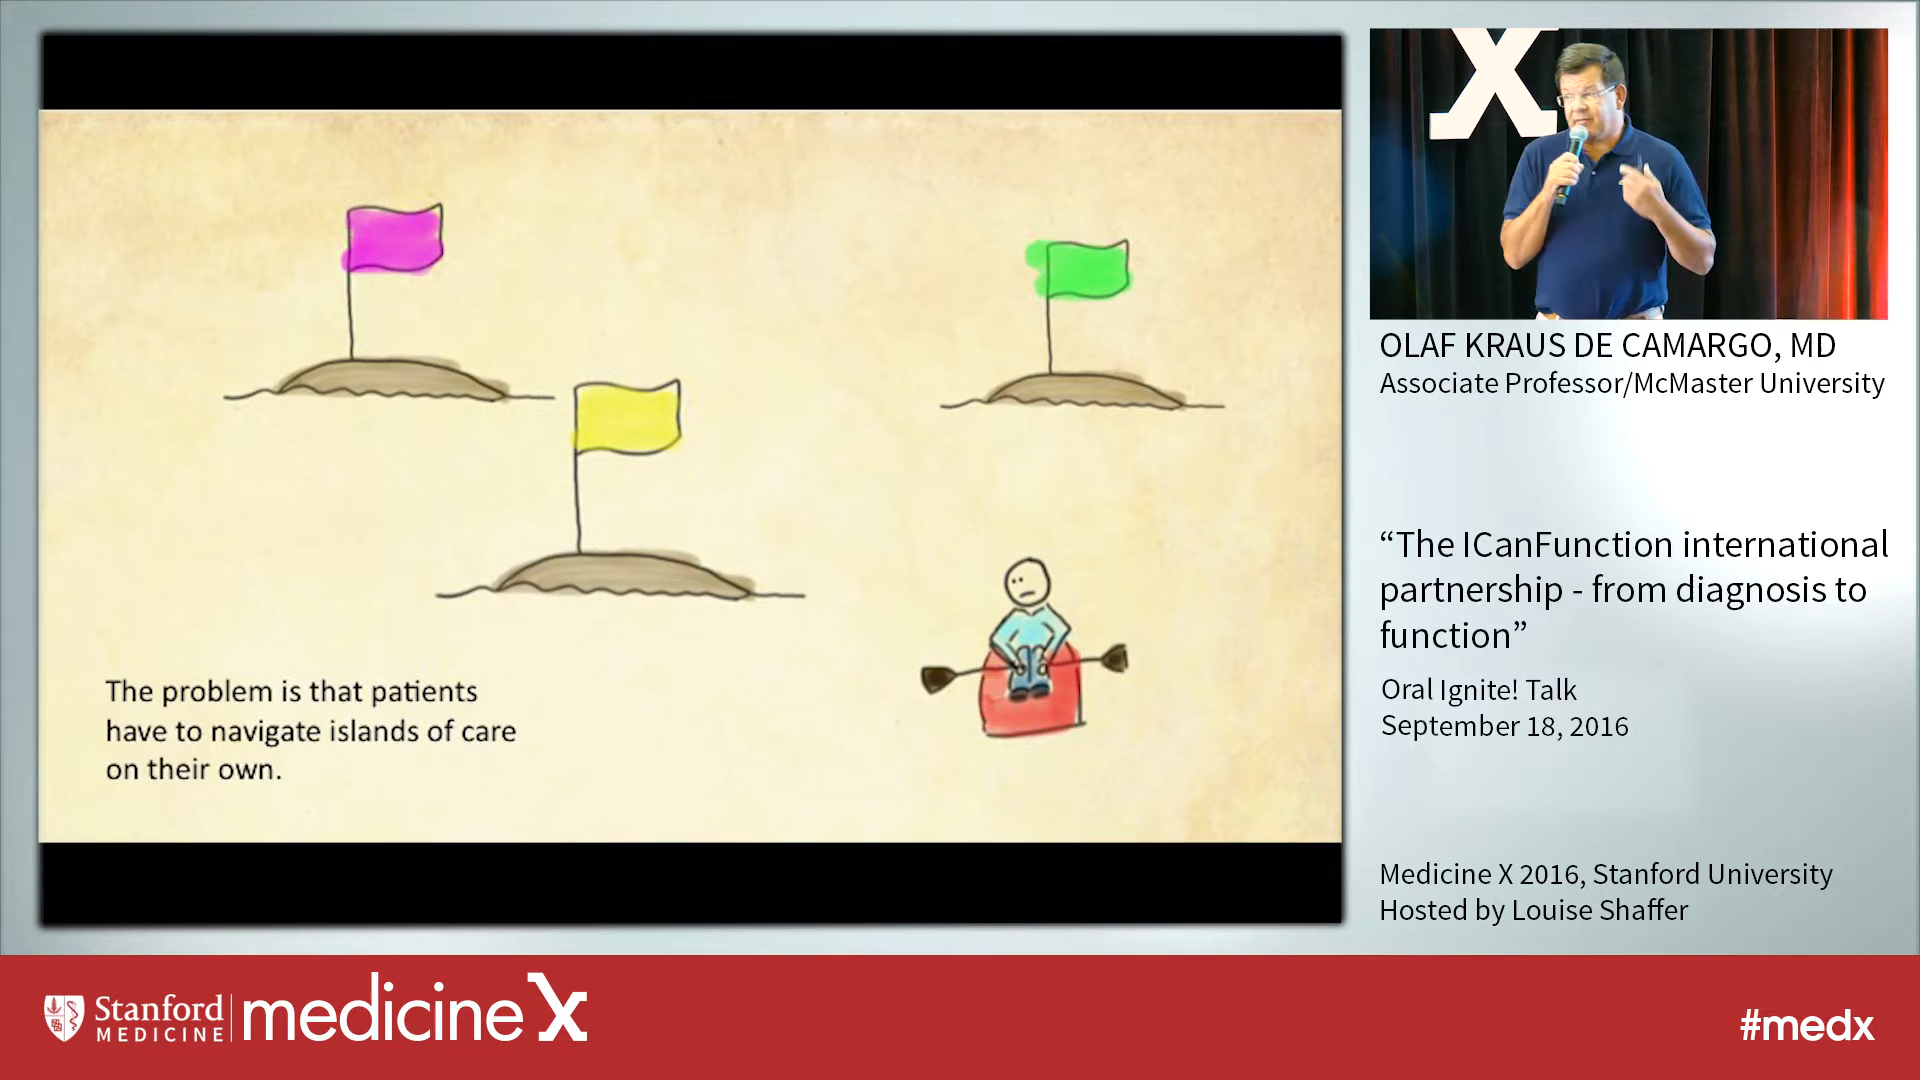 The problem is that patients
have to navigate islands of care
on their own.
X
OLAF KRAUS DE CAMARGO, MD
Associate Professor/McMaster University
“The ICanFunction international
partnership - from diagnosis to
function”
Oral Ignite! Talk
September 18, 2016
Medicine X 2016, Stanford University
Hosted by Louise Shaffer
Stanford
MEDICINE
medicine X
#medx